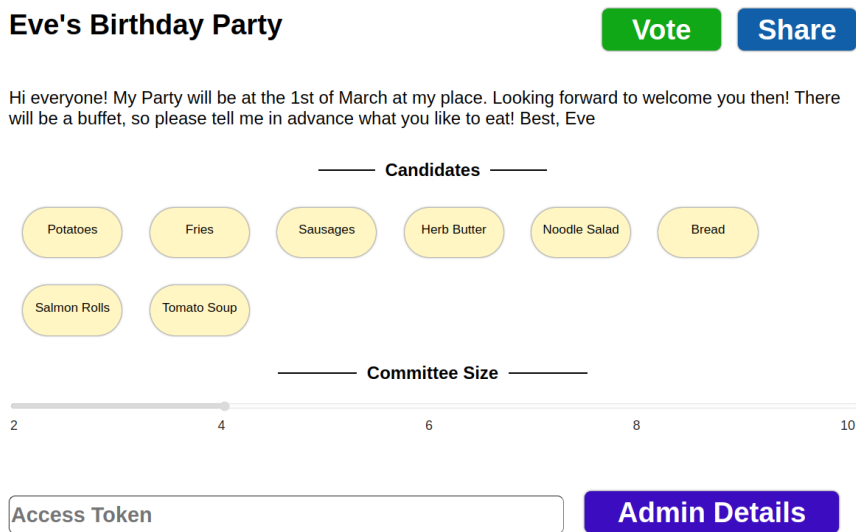 Eve's Birthday Party
Vote
Share
Hi everyone! My Party will be at the 1st of March at my place. Looking forward to welcome you then! There
will be a buffet, so please tell me in advance what you like to eat! Best, Eve
Candidates
Potatoes
Fries
Sausages
Herb Butter
Noodle Salad
Bread
Salmon Rolls
Tomato Soup
Committee Size
2 4 6 8 10
Access Token
Admin Details